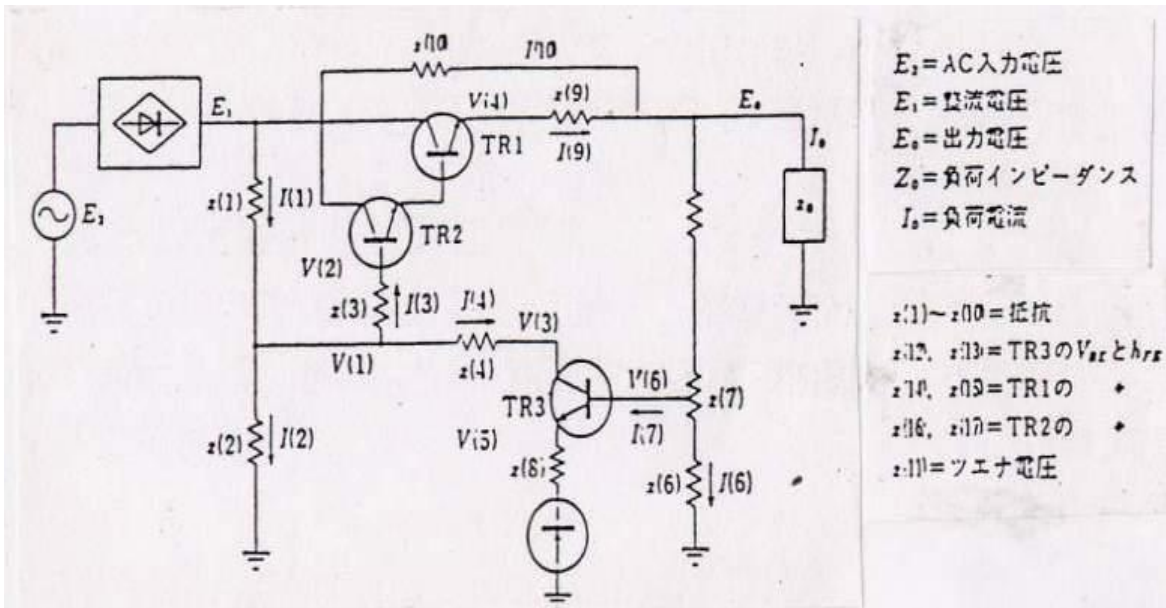 z(10
I(10
E₁
V(4)
z(9)
E₀
I(9)
I₀
TR1
z(1)
I(1)
z₀
E₂
TR2
V(2)
z(3)
I(3)
I(4)
V(3)
V(1)
z(4)
V(6)
TR3
z(7)
I(7)
V(5)
z(2)
I(2)
z(8)
z(6)
I(6)
E₂=AC入力電圧
E₁=整流電圧
E₀=出力電圧
Z₀=負荷インピーダンス
I₀=負荷電流
z(1)~z(10=抵抗
z(12, z(13)=TR3のV_BEとh_FE
z(14, z(15)=TR1の 〃
z(16, z(17)=TR2の 〃
z(11)=ツエナ電圧